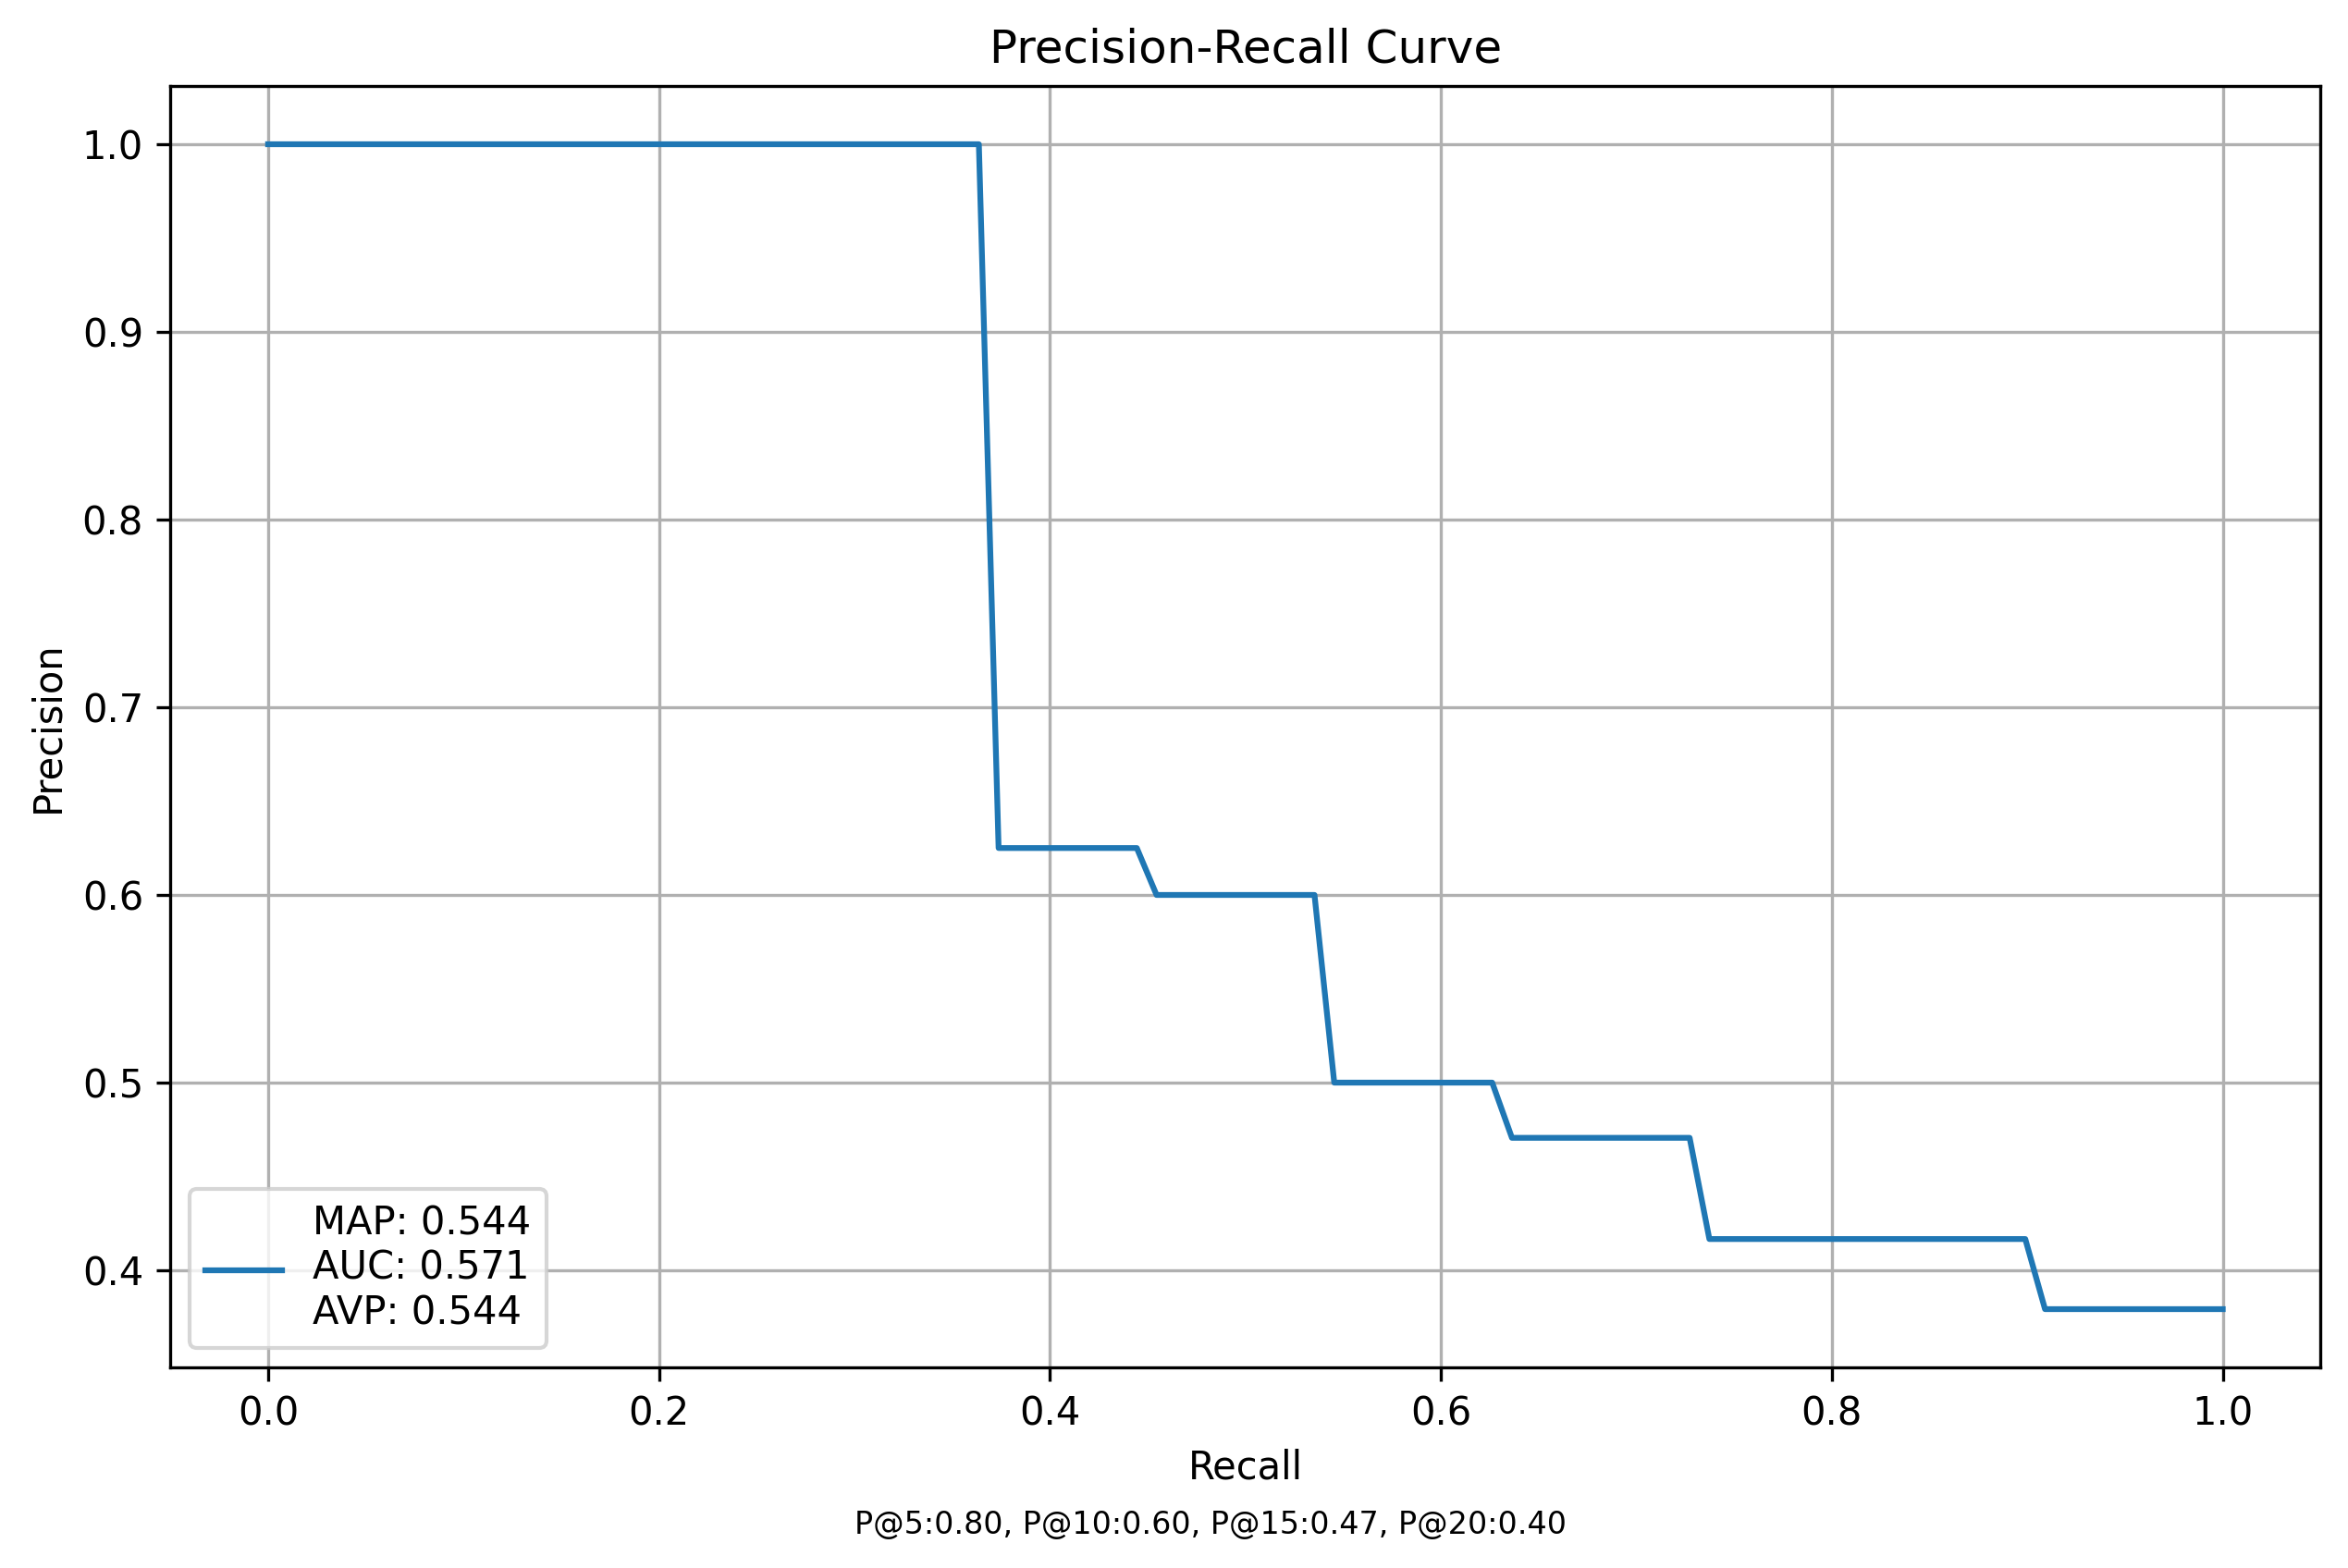 Precision-Recall Curve
1.0
0.9
0.8
0.7
0.6
0.5
0.4
Precision
MAP: 0.544
AUC: 0.571
AVP: 0.544
0.0 0.2 0.4 0.6 0.8 1.0
Recall
P@5:0.80, P@10:0.60, P@15:0.47, P@20:0.40